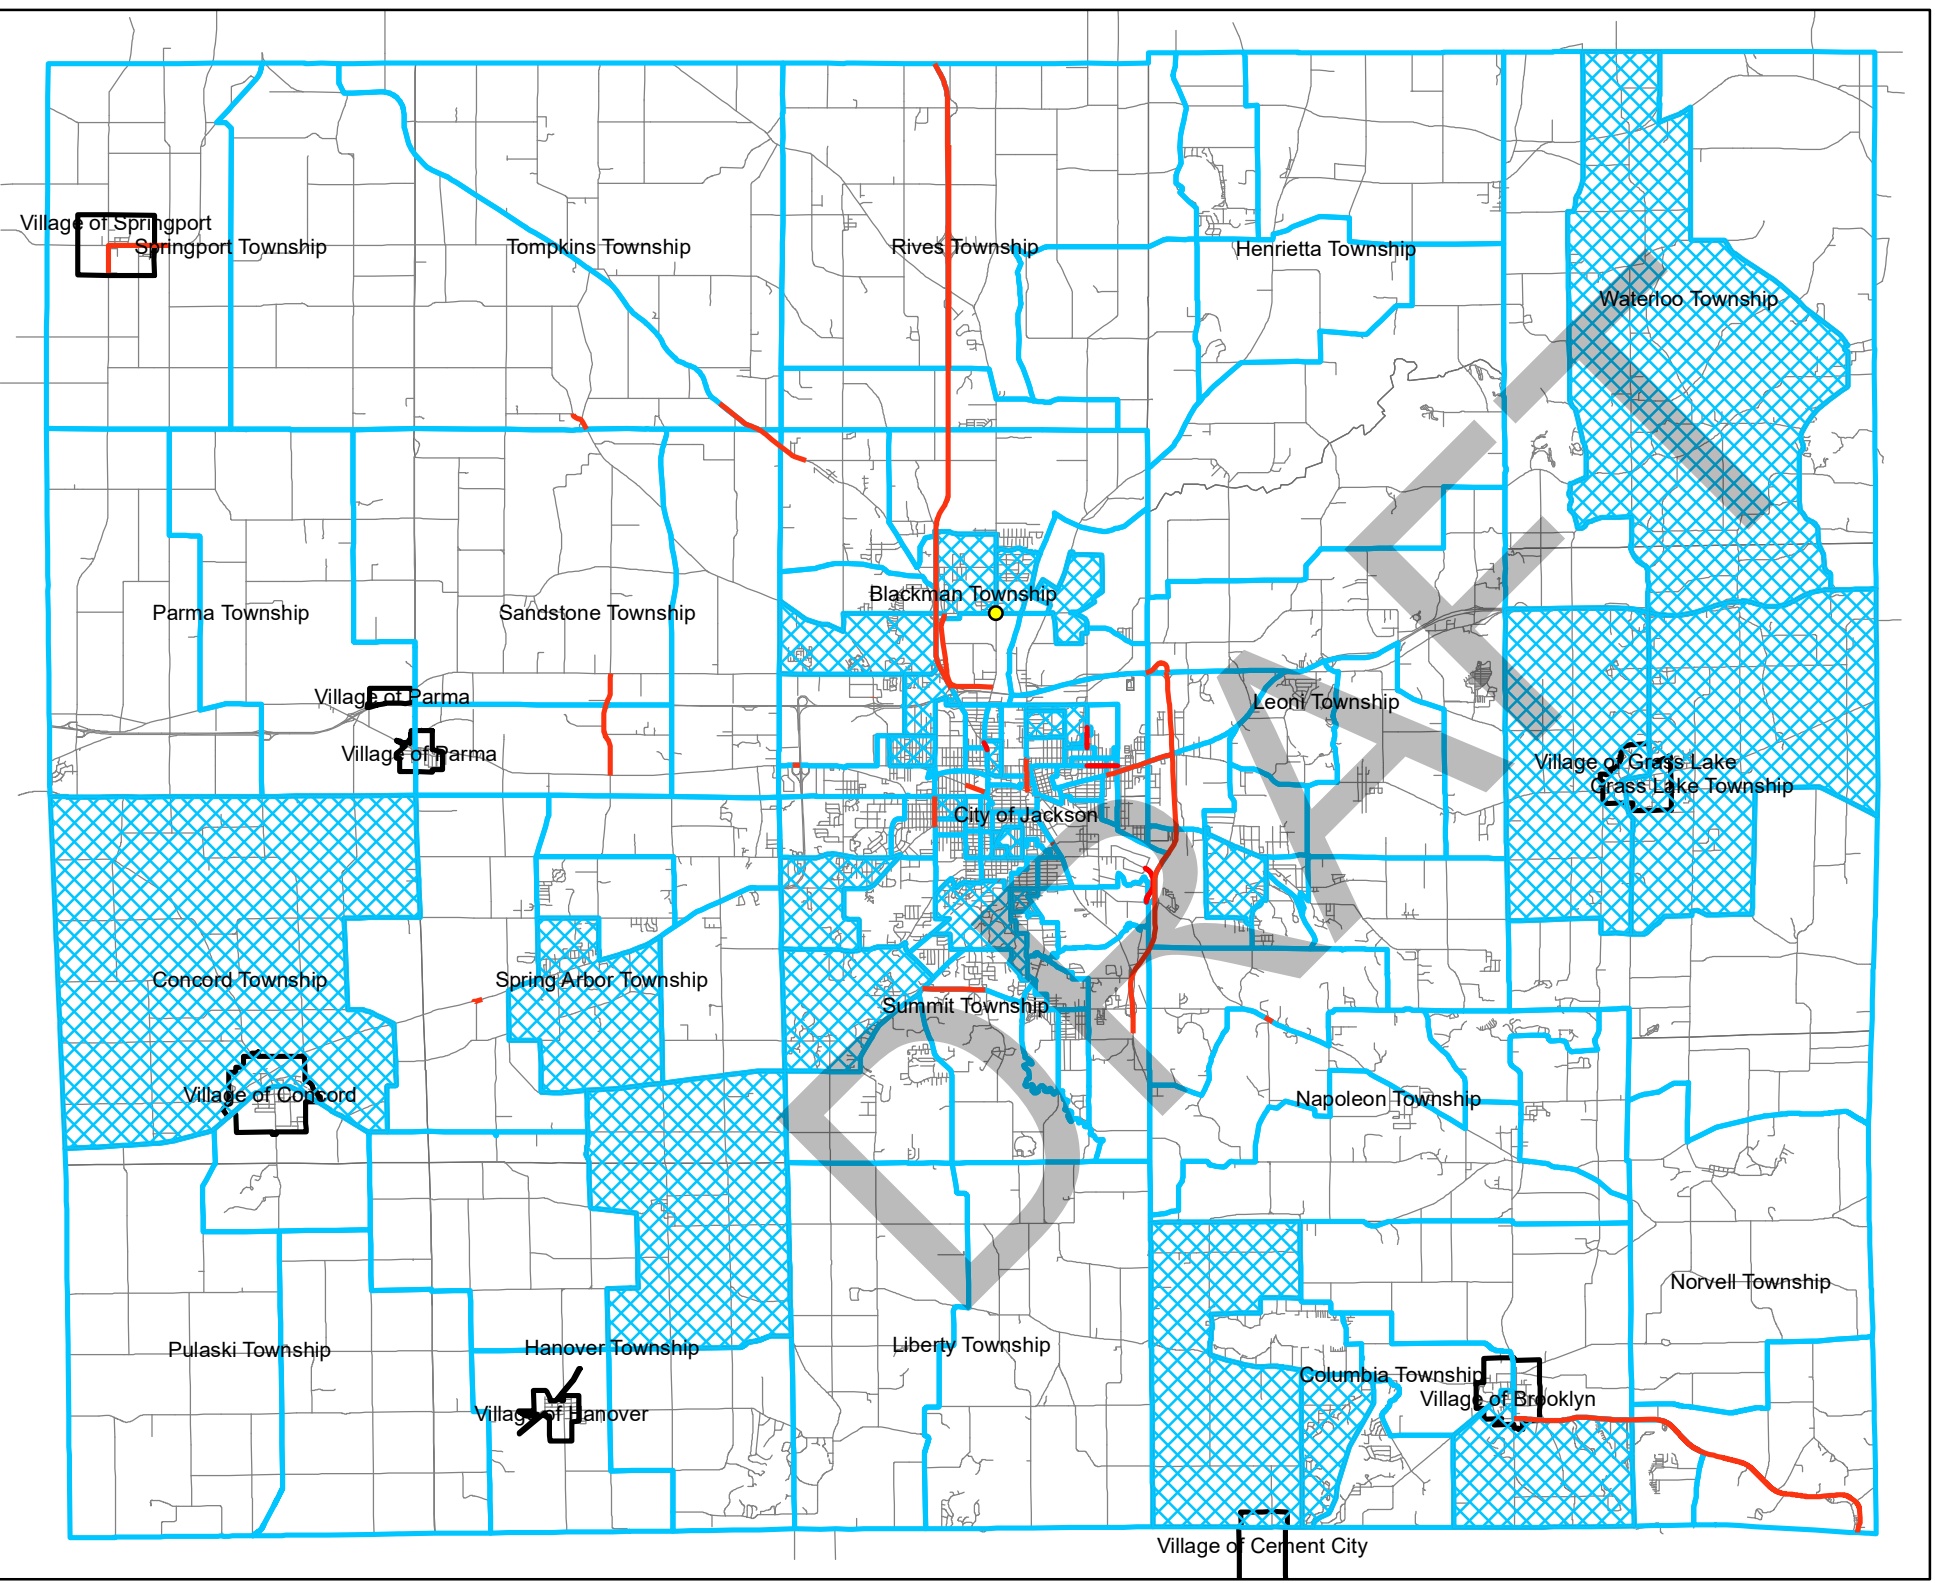 Village of Springport
Springport Township
Tompkins Township
Rives Township
Henrietta Township
Waterloo Township
Blackman Township
Parma Township
Sandstone Township
Village of Parma
Leoni Township
Village of Parma
Village of Grass Lake
Grass Lake Township
City of Jackson
Concord Township
Spring Arbor Township
Summit Township
Village of Concord
Napoleon Township
Norvell Township
Pulaski Township
Hanover Township
Liberty Township
Columbia Township
Village of Brooklyn
Village of Hanover
Village of Cement City
DRAFT